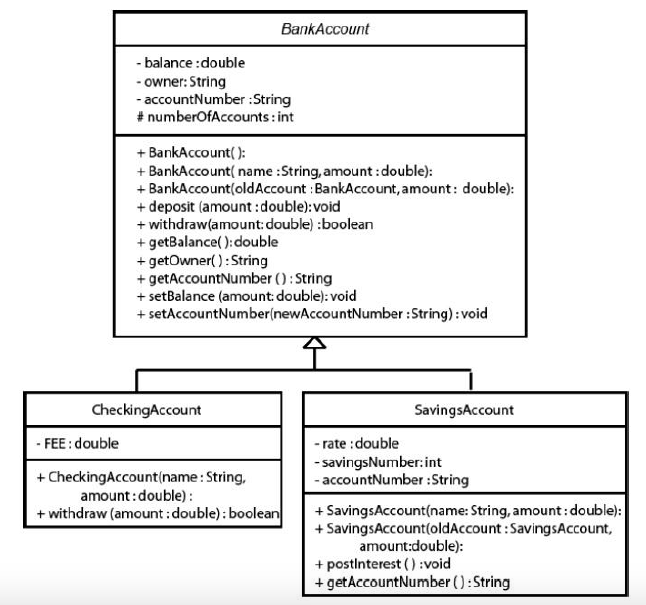 BankAccount
- balance : double
- owner: String
- accountNumber : String
# numberOfAccounts : int
+ BankAccount( ):
+ BankAccount( name : String, amount : double):
+ BankAccount(oldAccount : BankAccount, amount : double):
+ deposit (amount : double): void
+ withdraw(amount: double) : boolean
+ getBalance( ): double
+ getOwner( ) : String
+ getAccountNumber ( ) : String
+ setBalance (amount: double): void
+ setAccountNumber(newAccountNumber : String) : void
CheckingAccount
- FEE : double
+ CheckingAccount(name : String,
amount : double) :
+ withdraw (amount : double) : boolean
SavingsAccount
- rate : double
- savingsNumber: int
- accountNumber : String
+ SavingsAccount(name: String, amount : double):
+ SavingsAccount(oldAccount : SavingsAccount,
amount:double):
+ postInterest ( ) : void
+ getAccountNumber ( ) : String